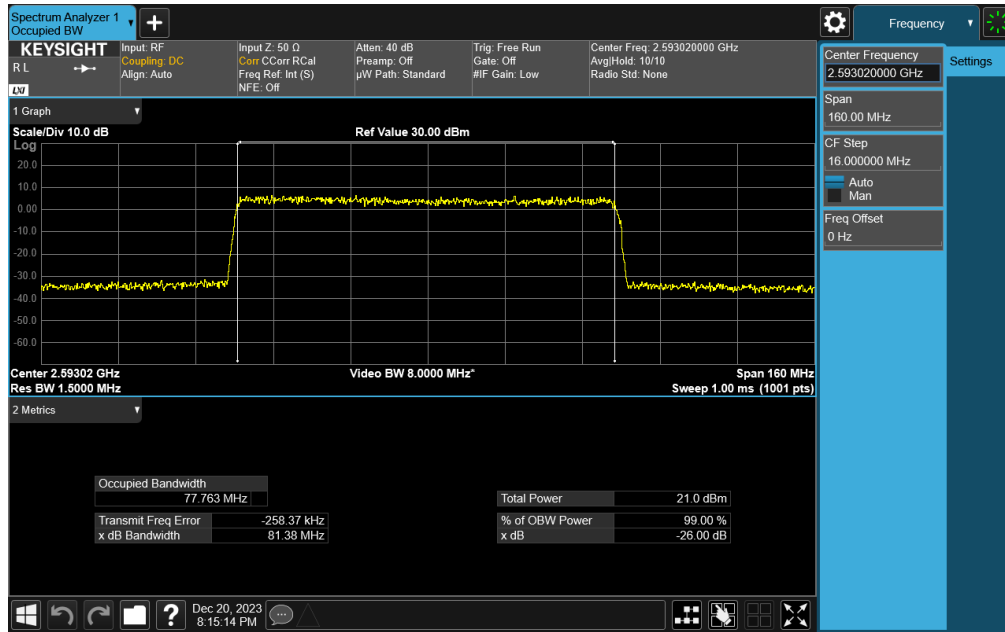 Spectrum Analyzer 1
Occupied BW
Frequency
KEYSIGHT
R L
LXI
Input: RF
Coupling: DC
Align: Auto
Input Z: 50 Ω
Corr CCorr RCal
Freq Ref: Int (S)
NFE: Off
Atten: 40 dB
Preamp: Off
µW Path: Standard
Trig: Free Run
Gate: Off
#IF Gain: Low
Center Freq: 2.593020000 GHz
Avg|Hold: 10/10
Radio Std: None
Center Frequency
2.593020000 GHz
Settings
Span
160.00 MHz
CF Step
16.000000 MHz
Auto
Man
Freq Offset
0 Hz
1 Graph
Scale/Div 10.0 dB
Ref Value 30.00 dBm
Log
20.0
10.0
0.00
-10.0
-20.0
-30.0
-40.0
-50.0
-60.0
Center 2.59302 GHz
Video BW 8.0000 MHz*
Span 160 MHz
Res BW 1.5000 MHz
Sweep 1.00 ms (1001 pts)
2 Metrics
Occupied Bandwidth
77.763 MHz
Total Power 21.0 dBm
Transmit Freq Error -258.37 kHz
% of OBW Power 99.00 %
x dB Bandwidth 81.38 MHz
x dB -26.00 dB
?
Dec 20, 2023
8:15:14 PM